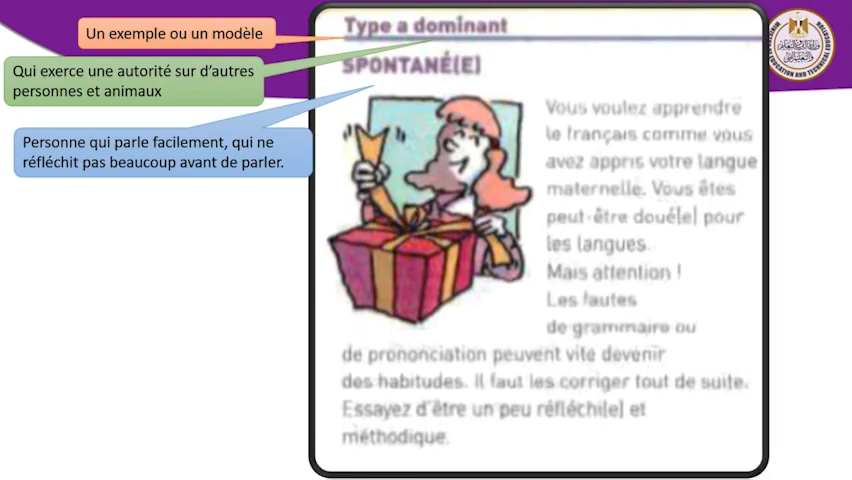 Un exemple ou un modèle
Qui exerce une autorité sur d’autres
personnes et animaux
Personne qui parle facilement, qui ne
réfléchit pas beaucoup avant de parler.
Type a dominant
SPONTANÉ(E)
Vous voulez apprendre
le français comme vous
avez appris votre langue
maternelle. Vous êtes
peut-être doué(e) pour
les langues.
Mais attention !
Les fautes
de grammaire ou
de prononciation peuvent vite devenir
des habitudes. Il faut les corriger tout de suite.
Essayez d'être un peu réfléchi(e) et
méthodique.